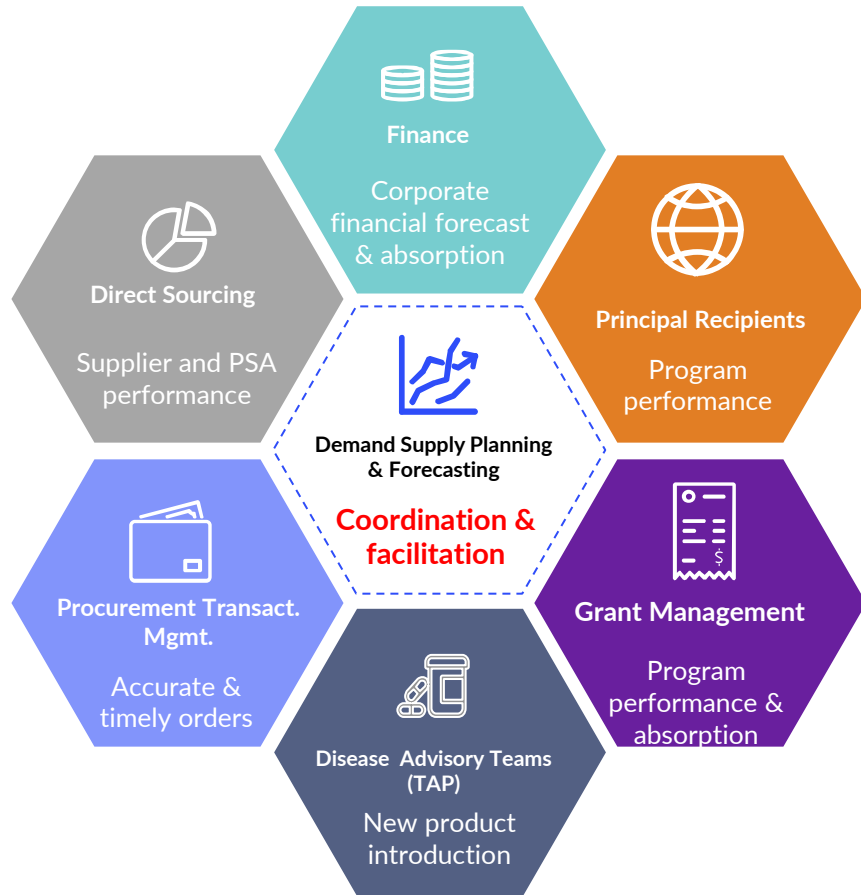 Finance
Corporate
financial forecast
& absorption
Direct Sourcing
Supplier and PSA
performance
Principal Recipients
Program
performance
Demand Supply Planning
& Forecasting
Coordination &
facilitation
Procurement Transact.
Mgmt.
Accurate &
timely orders
$
Grant Management
Program
performance &
absorption
Disease Advisory Teams
(TAP)
New product
introduction